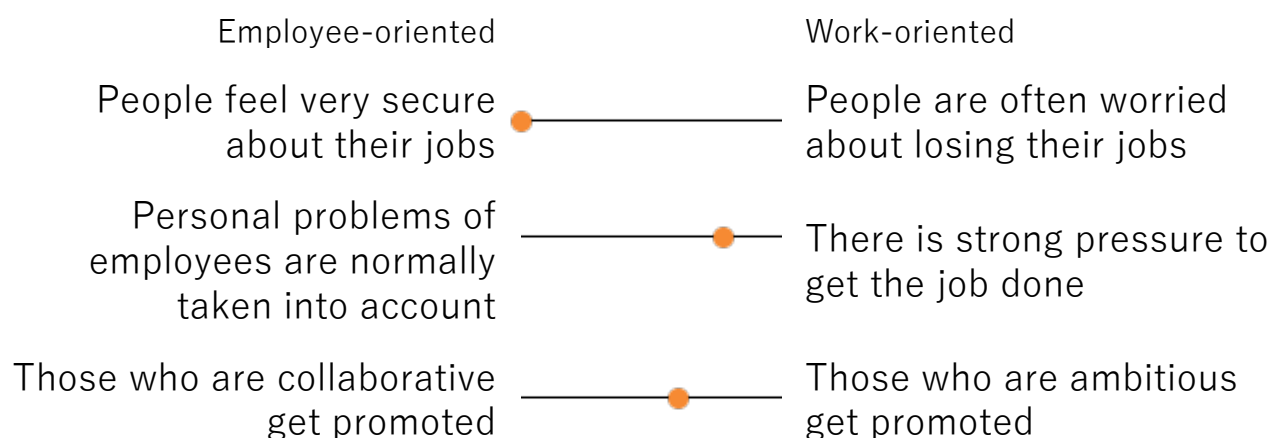 Employee-oriented
Work-oriented
People feel very secure
about their jobs
People are often worried
about losing their jobs
Personal problems of
employees are normally
taken into account
There is strong pressure to
get the job done
Those who are collaborative
get promoted
Those who are ambitious
get promoted